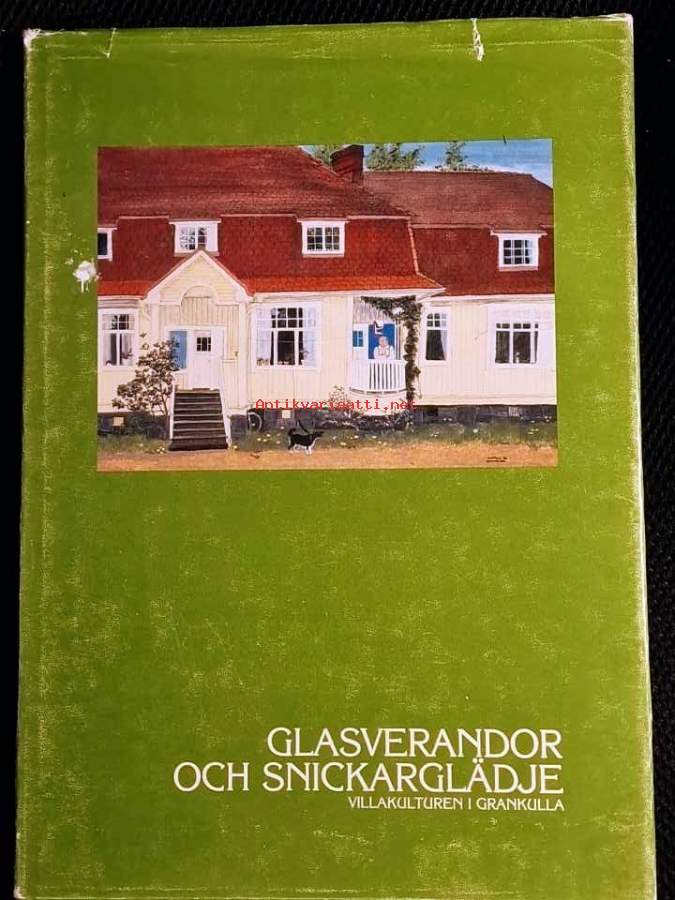 Antikvariaatti.net
GLASVERANDOR
OCH SNICKARGLÄDJE
VILLAKULTUREN I GRANKULLA